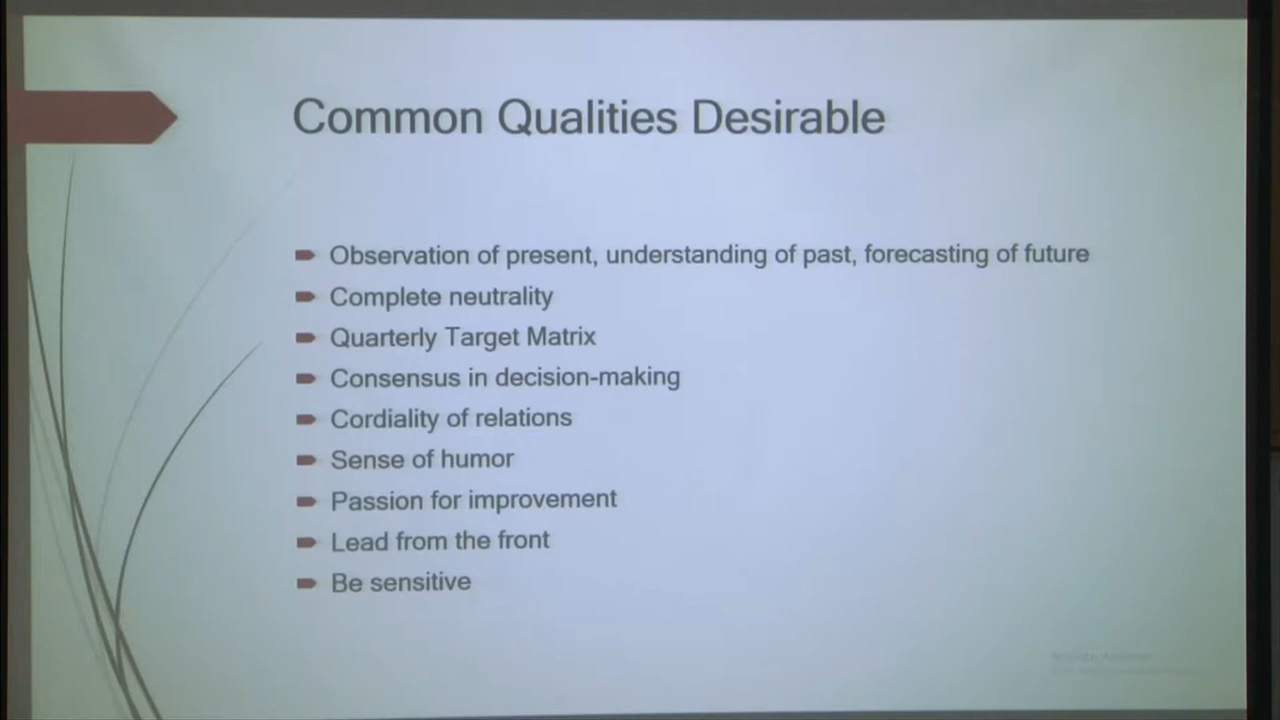 Common Qualities Desirable
Observation of present, understanding of past, forecasting of future
Complete neutrality
Quarterly Target Matrix
Consensus in decision-making
Cordiality of relations
Sense of humor
Passion for improvement
Lead from the front
Be sensitive